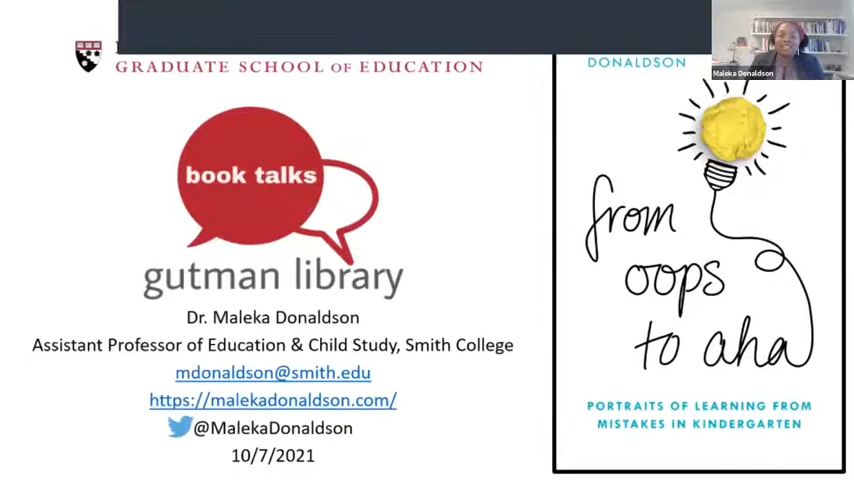 GRADUATE SCHOOL OF EDUCATION
book talks
gutman library
Dr. Maleka Donaldson
Assistant Professor of Education & Child Study, Smith College
mdonaldson@smith.edu
https://malekadonaldson.com/
@MalekaDonaldson
10/7/2021
Maleka Donaldson
DONALDSON
from
oops
to aha
PORTRAITS OF LEARNING FROM
MISTAKES IN KINDERGARTEN